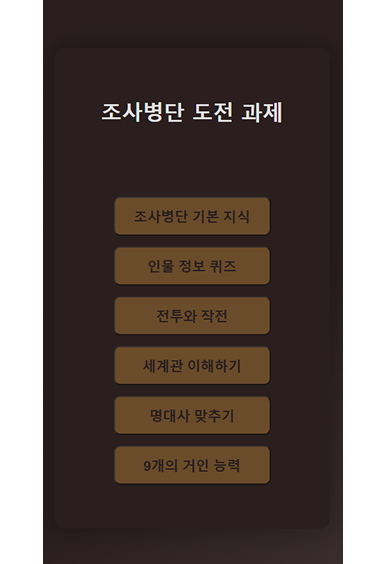 조사병단 도전 과제
조사병단 기본 지식
인물 정보 퀴즈
전투와 작전
세계관 이해하기
명대사 맞추기
9개의 거인 능력